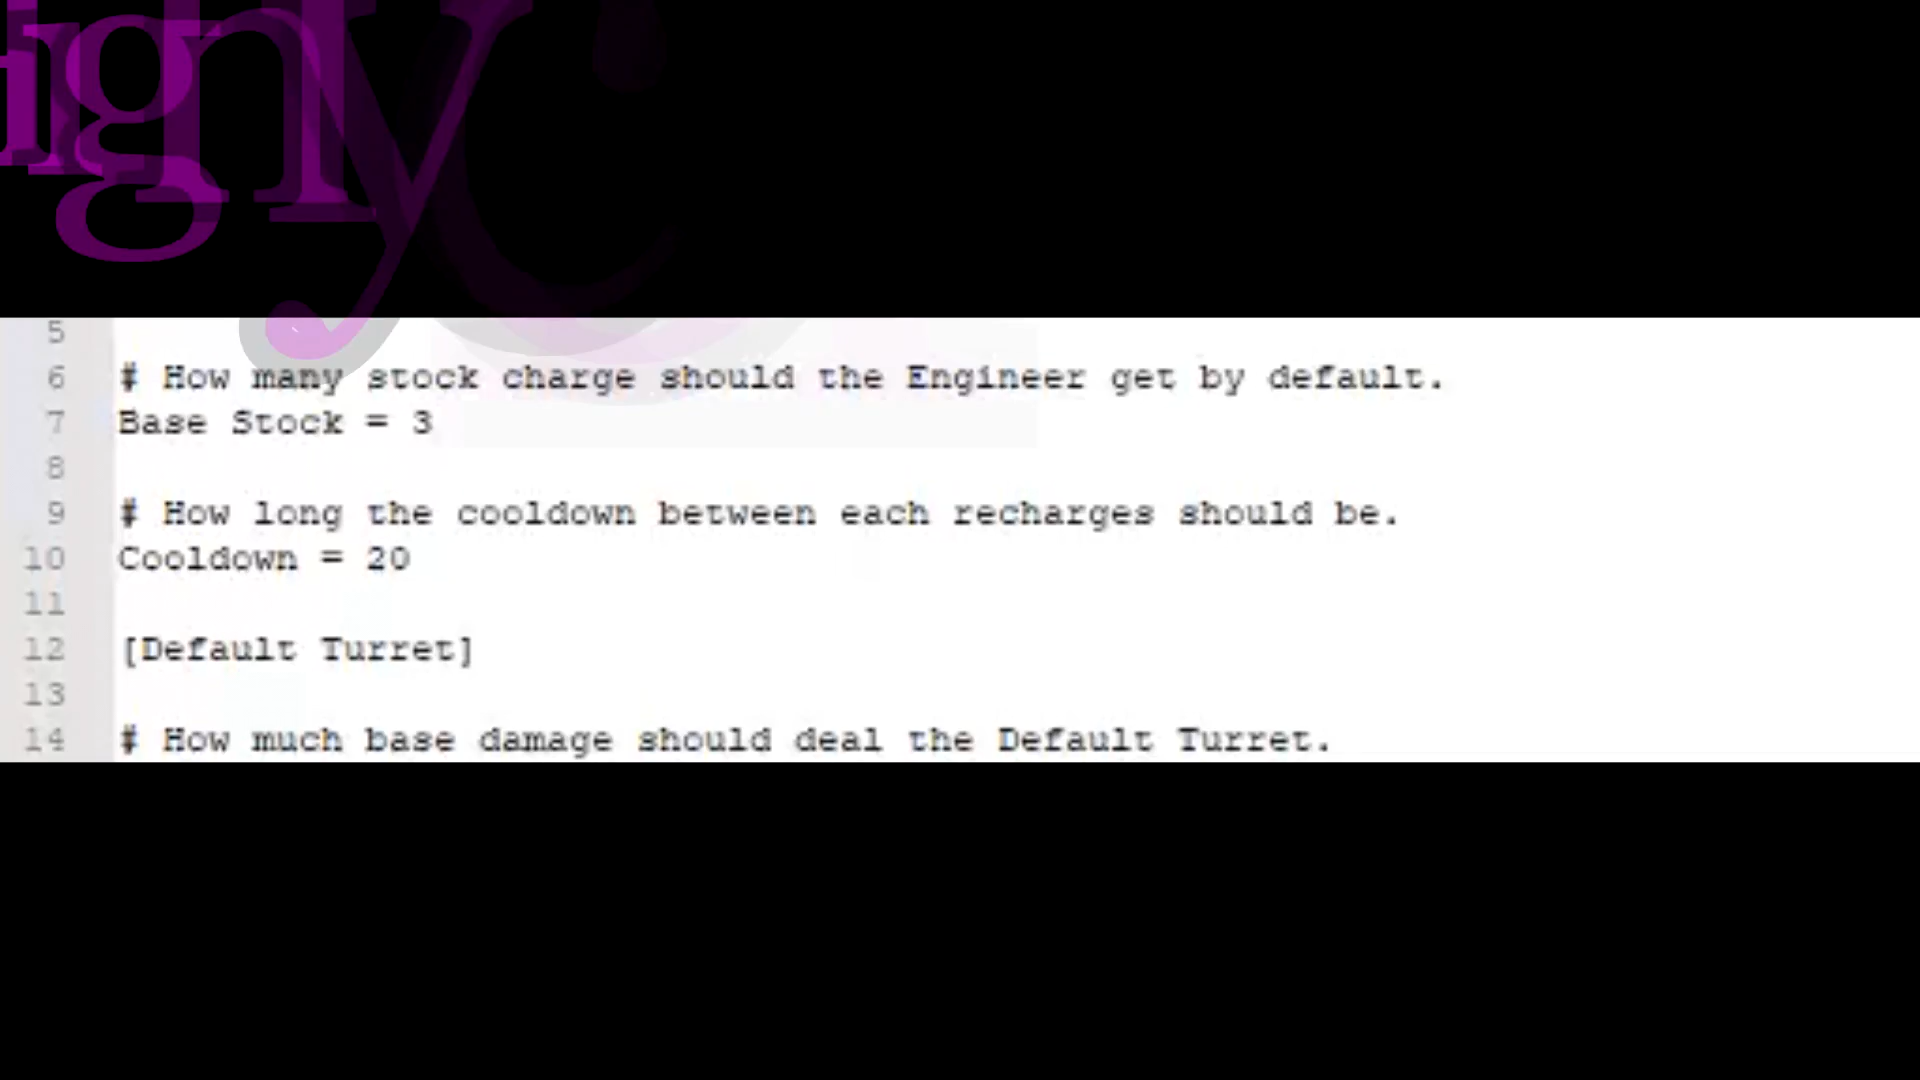 ignyc
5
6 # How many stock charge should the Engineer get by default.
7 Base Stock = 3
8
9 # How long the cooldown between each recharges should be.
10 Cooldown = 20
11
12 [Default Turret]
13
14 # How much base damage should deal the Default Turret.